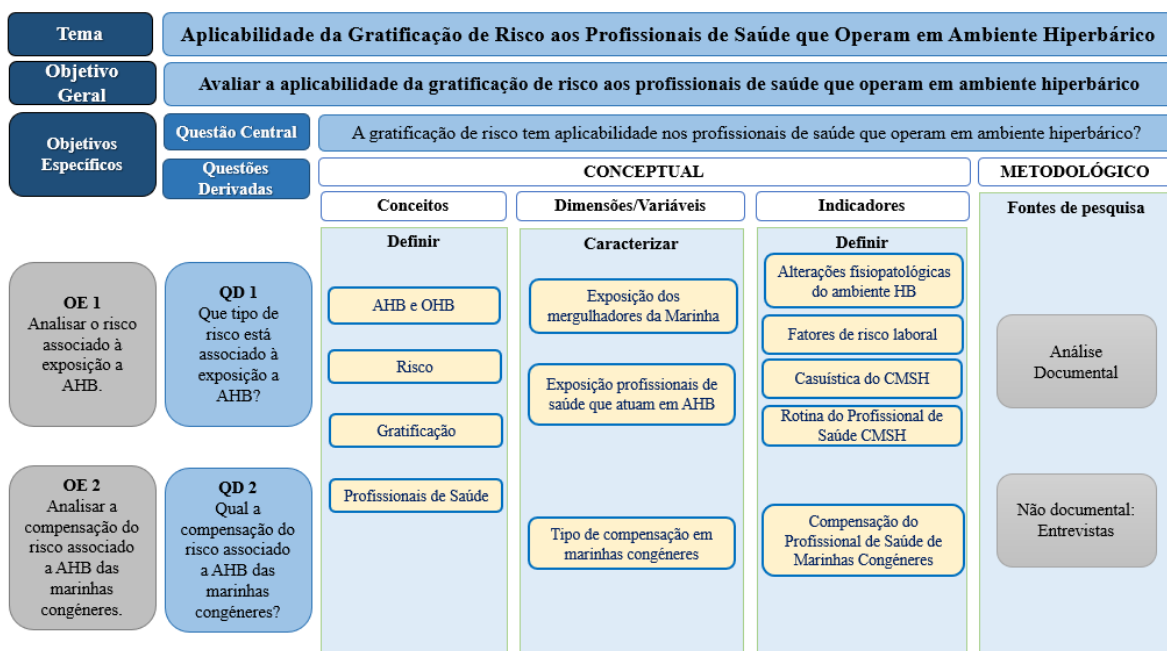 Tema
Aplicabilidade da Gratificação de Risco aos Profissionais de Saúde que Operam em Ambiente Hiperbárico
Objetivo
Geral
Avaliar a aplicabilidade da gratificação de risco aos profissionais de saúde que operam em ambiente hiperbárico
Objetivos
Específicos
Questão Central
A gratificação de risco tem aplicabilidade nos profissionais de saúde que operam em ambiente hiperbárico?
Questões
Derivadas
CONCEPTUAL
METODOLÓGICO
Conceitos
Dimensões/Variáveis
Indicadores
Fontes de pesquisa
Definir
Caracterizar
Definir
OE 1
Analisar o risco
associado à
exposição a
AHB.
QD 1
Que tipo de
risco está
associado à
exposição a
AHB?
AHB e OHB
Risco
Gratificação
Profissionais de Saúde
Exposição dos
mergulhadores da Marinha
Exposição profissionais de
saúde que atuam em AHB
Alterações fisiopatológicas
do ambiente HB
Fatores de risco laboral
Casuística do CMSH
Rotina do Profissional de
Saúde CMSH
Análise
Documental
OE 2
Analisar a
compensação do
risco associado
a AHB das
marinhas
congéneres.
QD 2
Qual a
compensação do
risco associado
a AHB das
marinhas
congéneres?
Tipo de compensação em
marinhas congéneres
Compensação do
Profissional de Saúde de
Marinhas Congéneres
Não documental:
Entrevistas